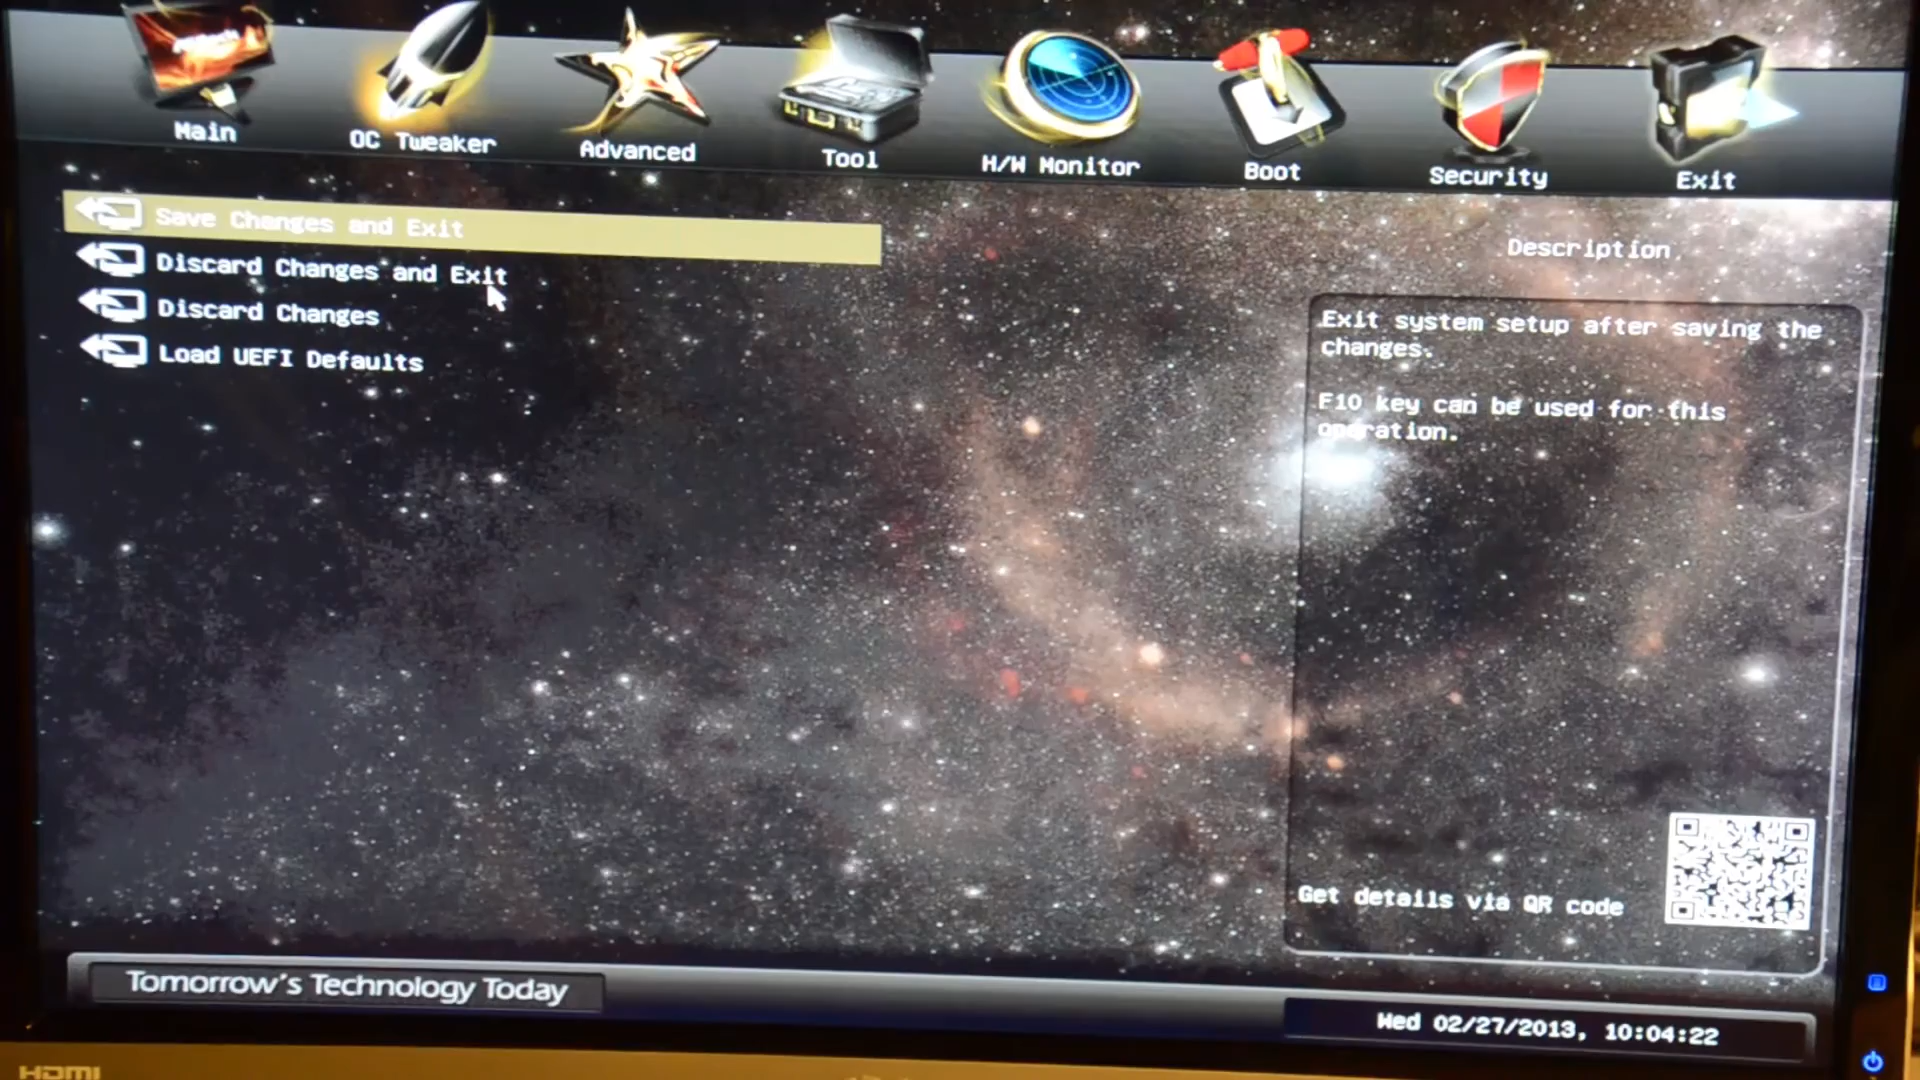 Main
OC Tweaker
Advanced
Tool
H/W Monitor
Boot
Security
Exit
Save Changes and Exit
Discard Changes and Exit
Discard Changes
Load UEFI Defaults
Description
Exit system setup after saving the
changes.
F10 key can be used for this
operation.
Get details via QR code
Tomorrow's Technology Today
Wed 02/27/2013, 10:04:22
HDMI